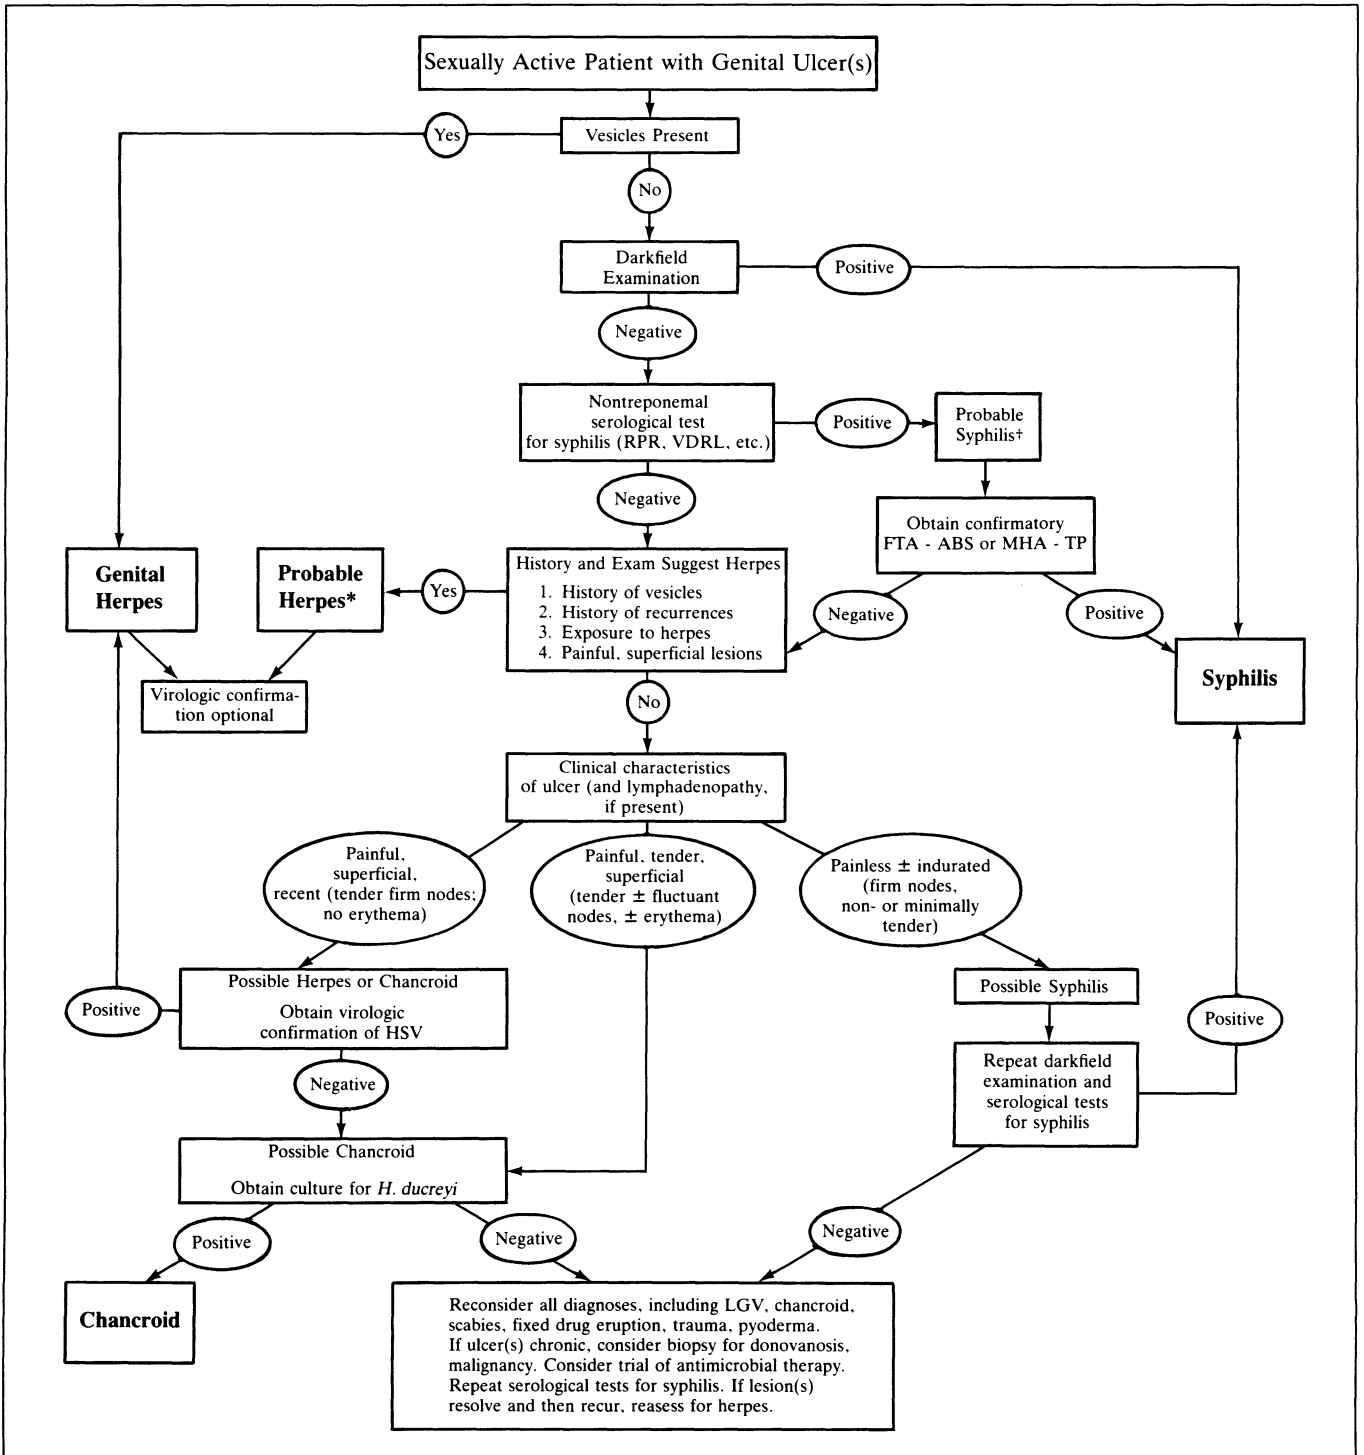 Sexually Active Patient with Genital Ulcer(s)
Yes
Vesicles Present
No
Darkfield
Examination
Positive
Negative
Nontreponemal
serological test
for syphilis (RPR, VDRL, etc.)
Positive
Probable
Syphilis†
Negative
Obtain confirmatory
FTA - ABS or MHA - TP
Genital
Herpes
Probable
Herpes*
Yes
History and Exam Suggest Herpes
1. History of vesicles
2. History of recurrences
3. Exposure to herpes
4. Painful, superficial lesions
Negative
Positive
Syphilis
Virologic confirma-
tion optional
No
Clinical characteristics
of ulcer (and lymphadenopathy,
if present)
Painful,
superficial,
recent (tender firm nodes;
no erythema)
Painful, tender,
superficial
(tender ± fluctuant
nodes, ± erythema)
Painless ± indurated
(firm nodes,
non- or minimally
tender)
Positive
Possible Herpes or Chancroid
Obtain virologic
confirmation of HSV
Possible Syphilis
Positive
Negative
Repeat darkfield
examination and
serological tests
for syphilis
Possible Chancroid
Obtain culture for H. ducreyi
Positive
Negative
Negative
Chancroid
Reconsider all diagnoses, including LGV, chancroid,
scabies, fixed drug eruption, trauma, pyoderma.
If ulcer(s) chronic, consider biopsy for donovanosis,
malignancy. Consider trial of antimicrobial therapy.
Repeat serological tests for syphilis. If lesion(s)
resolve and then recur, reasess for herpes.